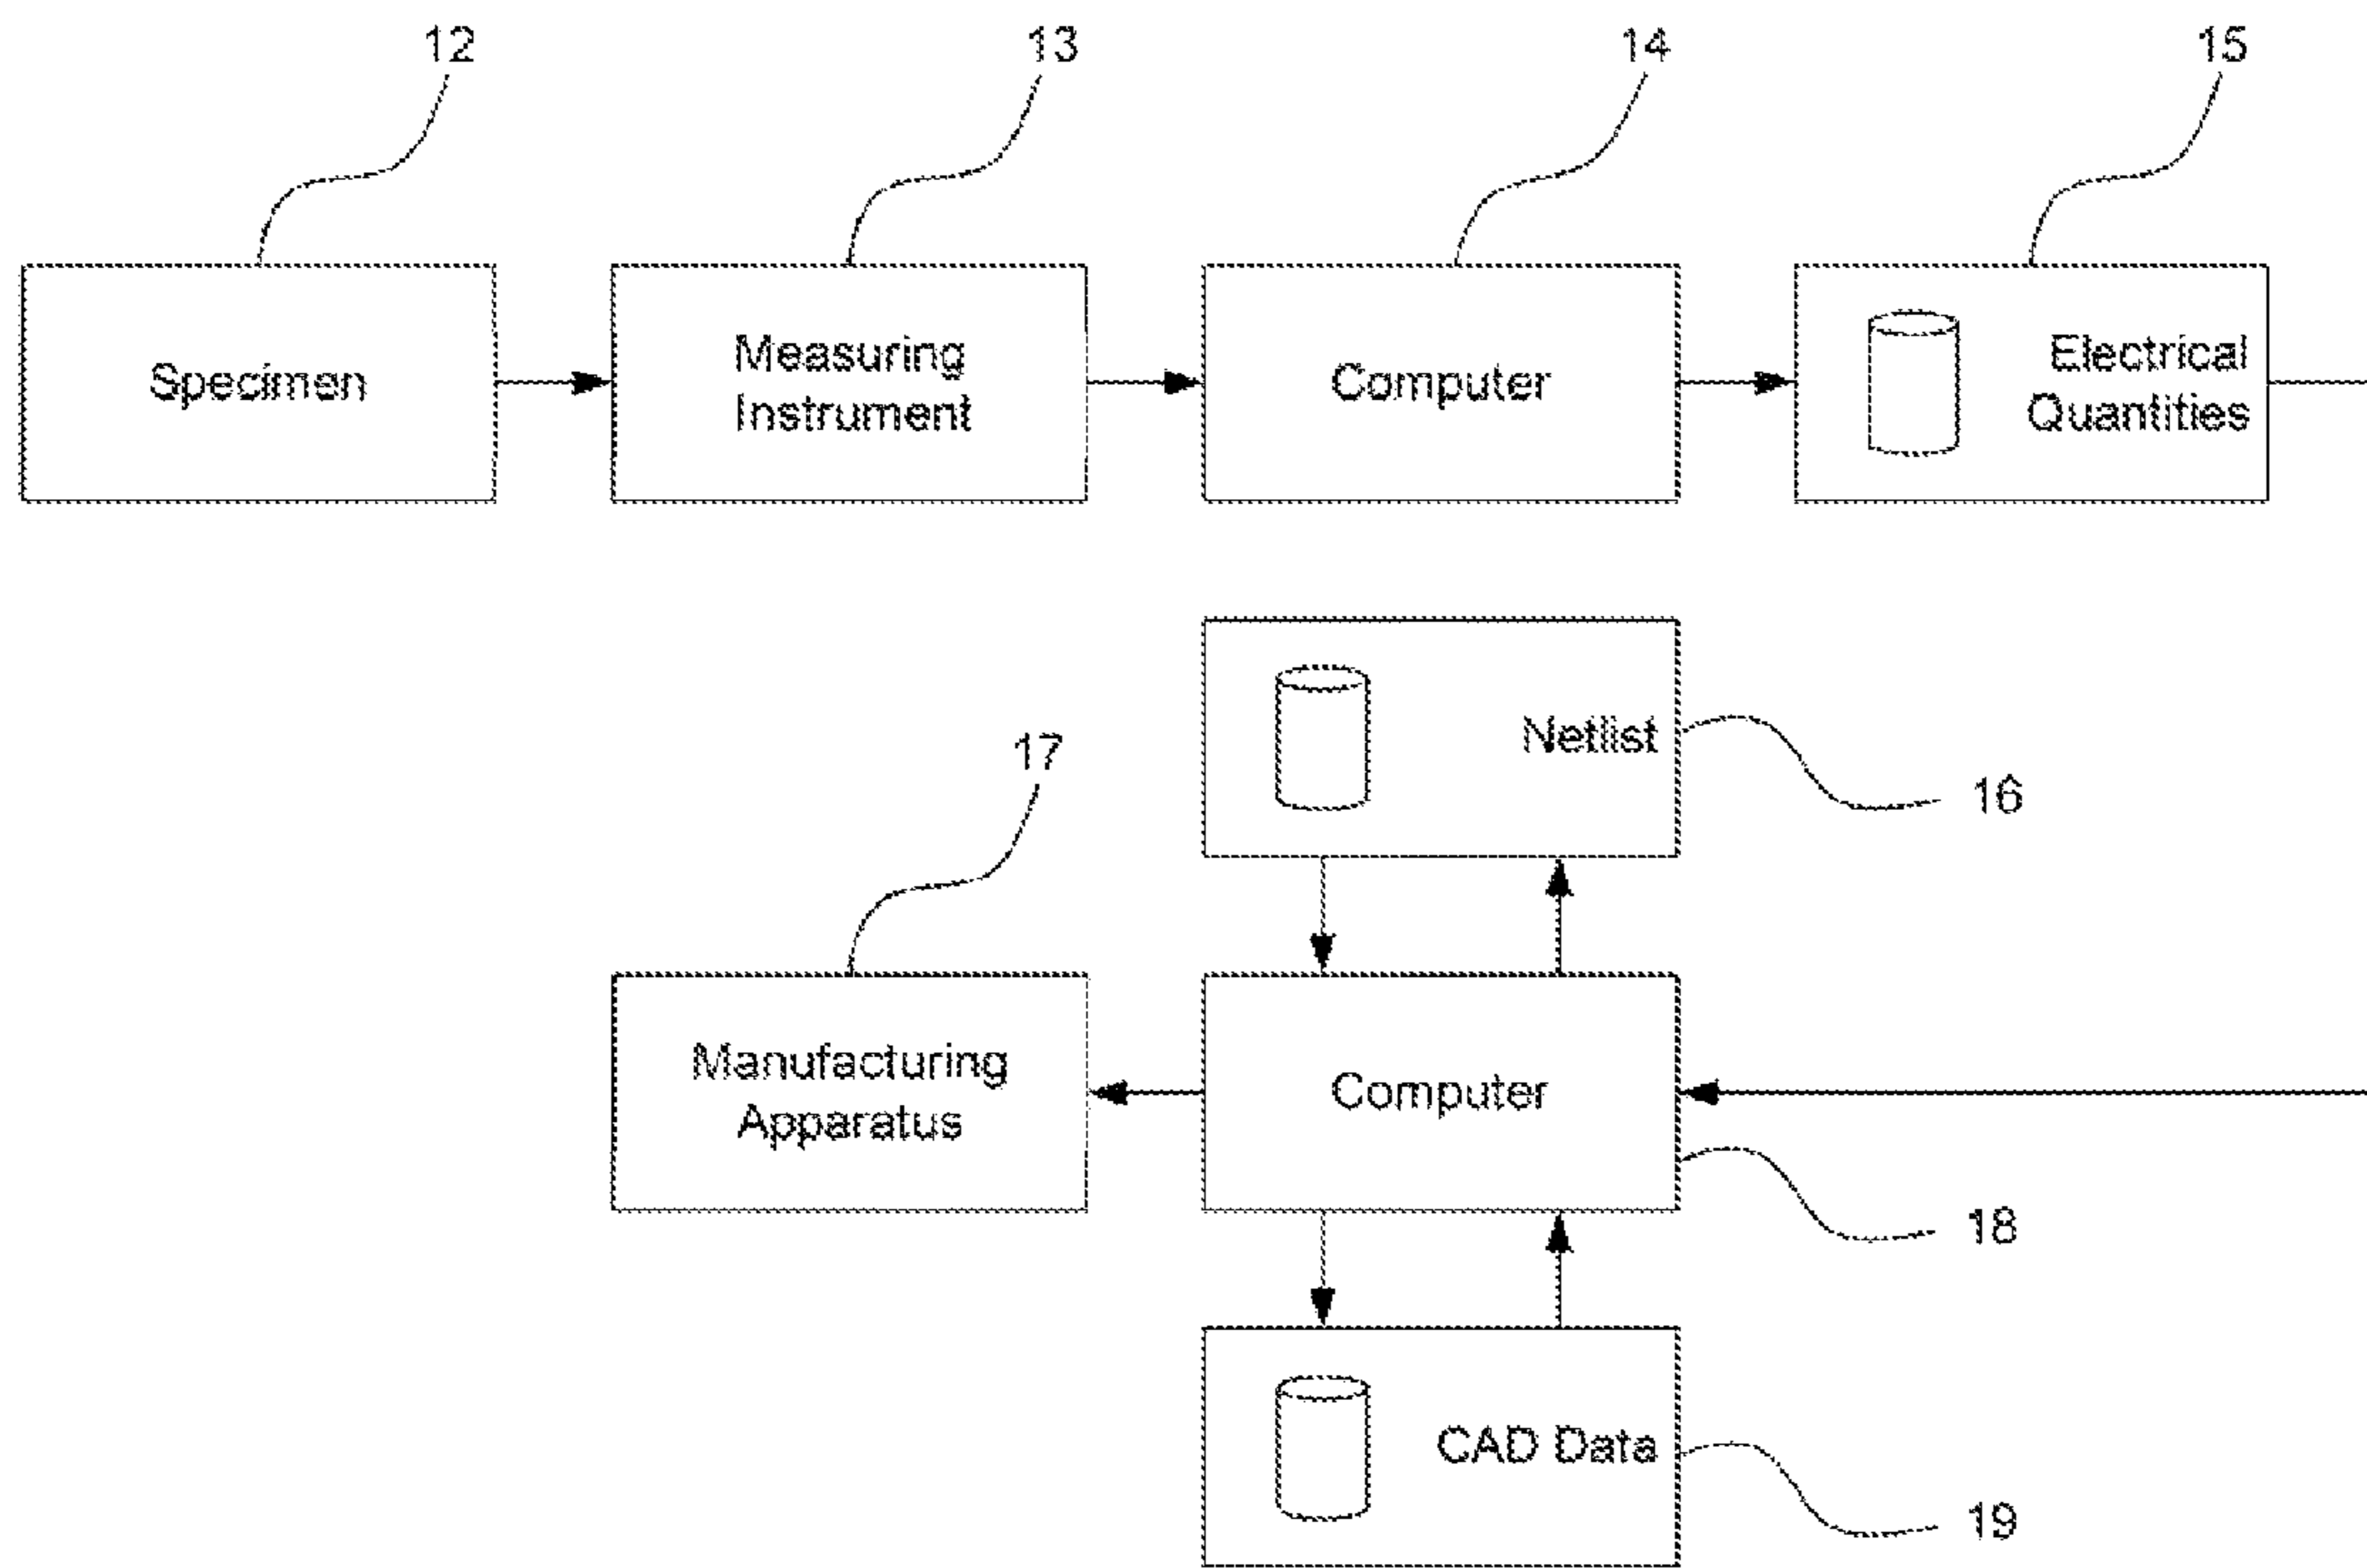 12
13
14
15
Specimen
Measuring
Instrument
Computer
Electrical
Quantities
Netlist
16
17
Manufacturing
Apparatus
Computer
18
CAD Data
19